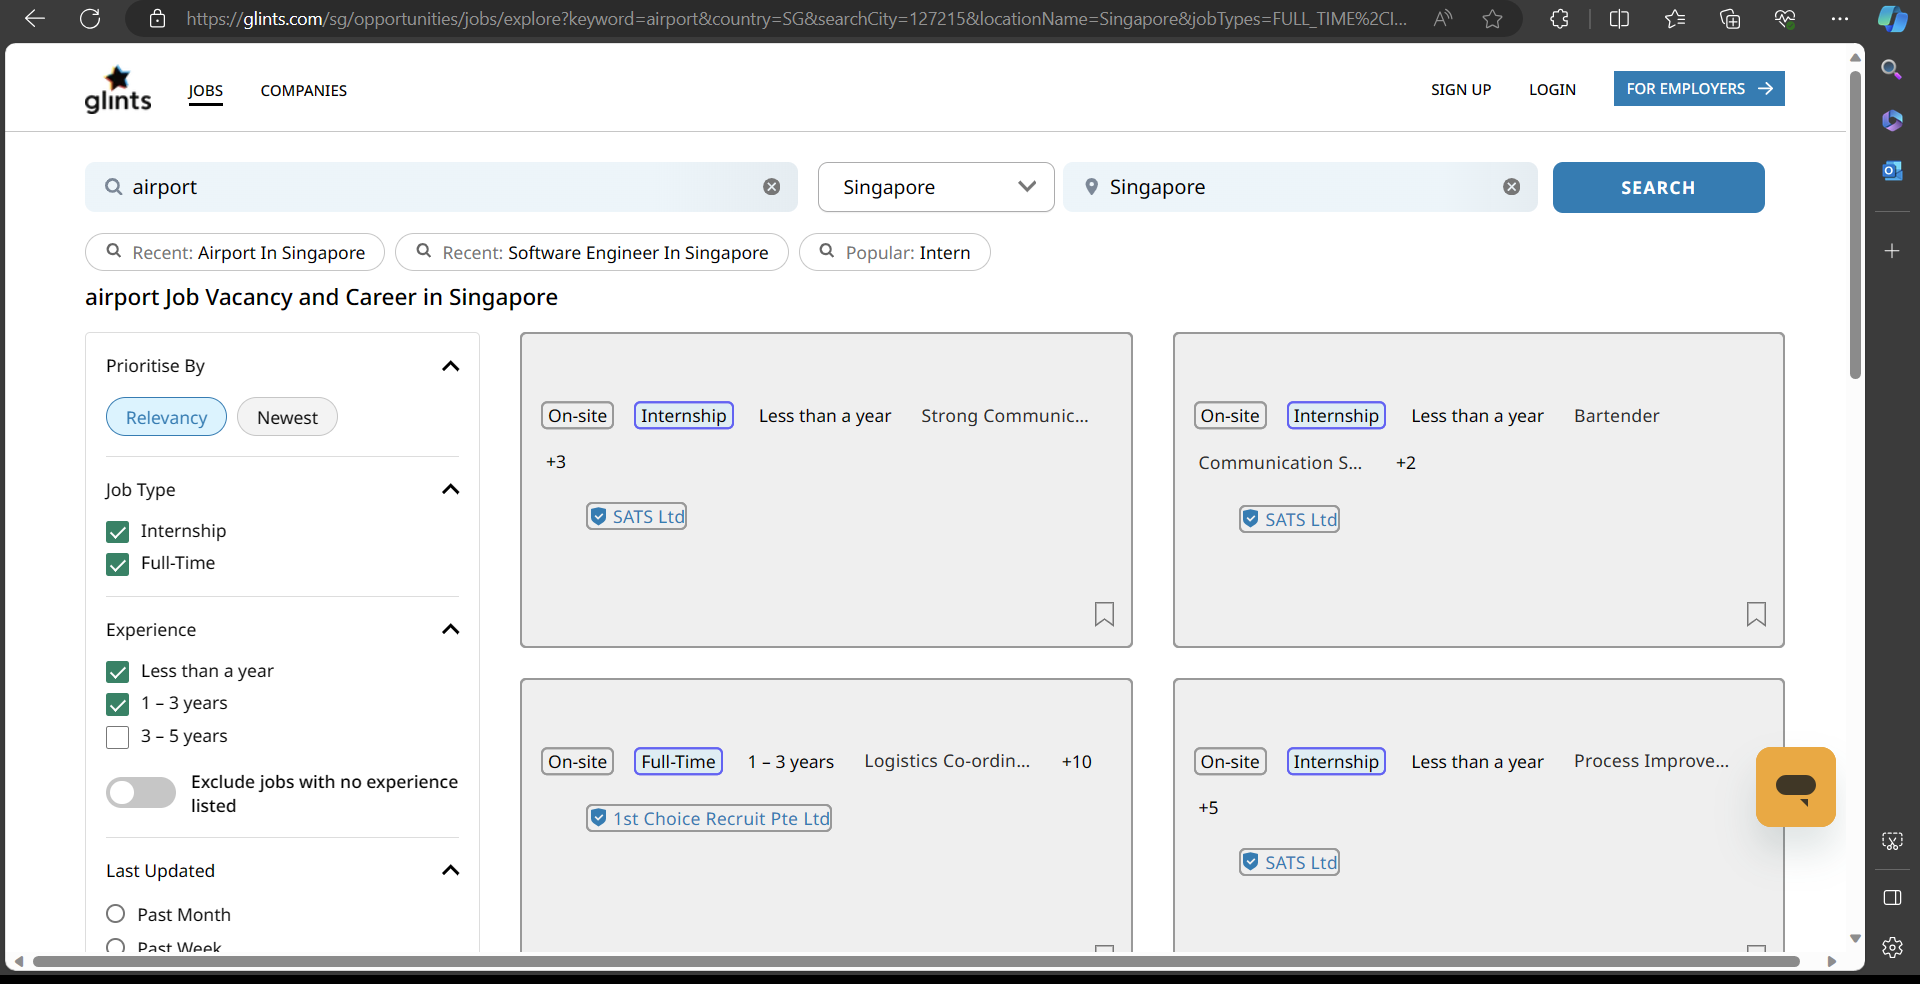 https://glints.com/sg/opportunities/jobs/explore?keyword=airport&country=SG&searchCity=127215&locationName=Singapore&jobTypes=FULL_TIME%2CI...
glints
JOBS
COMPANIES
SIGN UP
LOGIN
FOR EMPLOYERS
airport
Singapore
Singapore
SEARCH
Recent: Airport In Singapore
Recent: Software Engineer In Singapore
Popular: Intern
airport Job Vacancy and Career in Singapore
Prioritise By
Relevancy
Newest
Job Type
Internship
Full-Time
Experience
Less than a year
1 – 3 years
3 – 5 years
Exclude jobs with no experience
listed
Last Updated
Past Month
Past Week
On-site Internship Less than a year Strong Communic...
+3
SATS Ltd
On-site Internship Less than a year Bartender
Communication S... +2
SATS Ltd
On-site Full-Time 1 – 3 years Logistics Co-ordin... +10
1st Choice Recruit Pte Ltd
On-site Internship Less than a year Process Improve...
+5
SATS Ltd